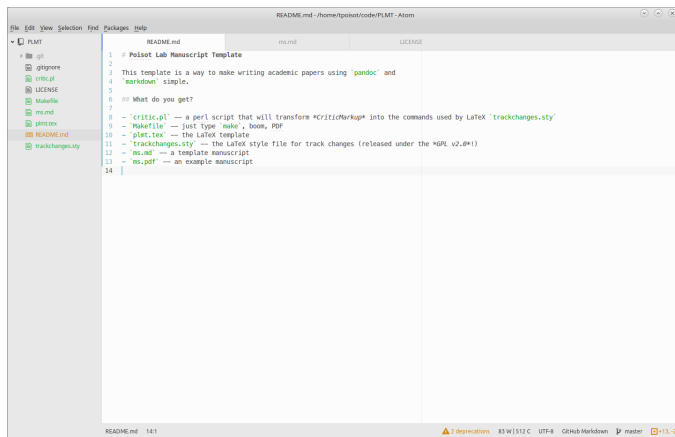 README.md - /home/tpoisot/code/PLMT - Atom
File Edit View Selection Find Packages Help
PLMT
.git
.gitignore
critic.pl
LICENSE
Makefile
ms.md
plmt.tex
README.md
trackchanges.sty
README.md ms.md LICENSE
1 # Poisot Lab Manuscript Template
2
3 This template is a way to make writing academic papers using `pandoc` and
4 `markdown` simple.
5
6 ## What do you get?
7
8 - `critic.pl` -- a perl script that will transform *CriticMarkup* into the commands used by LaTeX `trackchanges.sty`
9 - `Makefile` -- just type `make`, boom, PDF
10 - `plmt.tex` -- the LaTeX template
11 - `trackchanges.sty` -- the LaTeX style file for track changes (released under the *GPL v2.0*!)
12 - `ms.md` -- a template manuscript
13 - `ms.pdf` -- an example manuscript
14
README.md 14:1 2 deprecations 83 W | 512 C UTF-8 GitHub Markdown master +13,